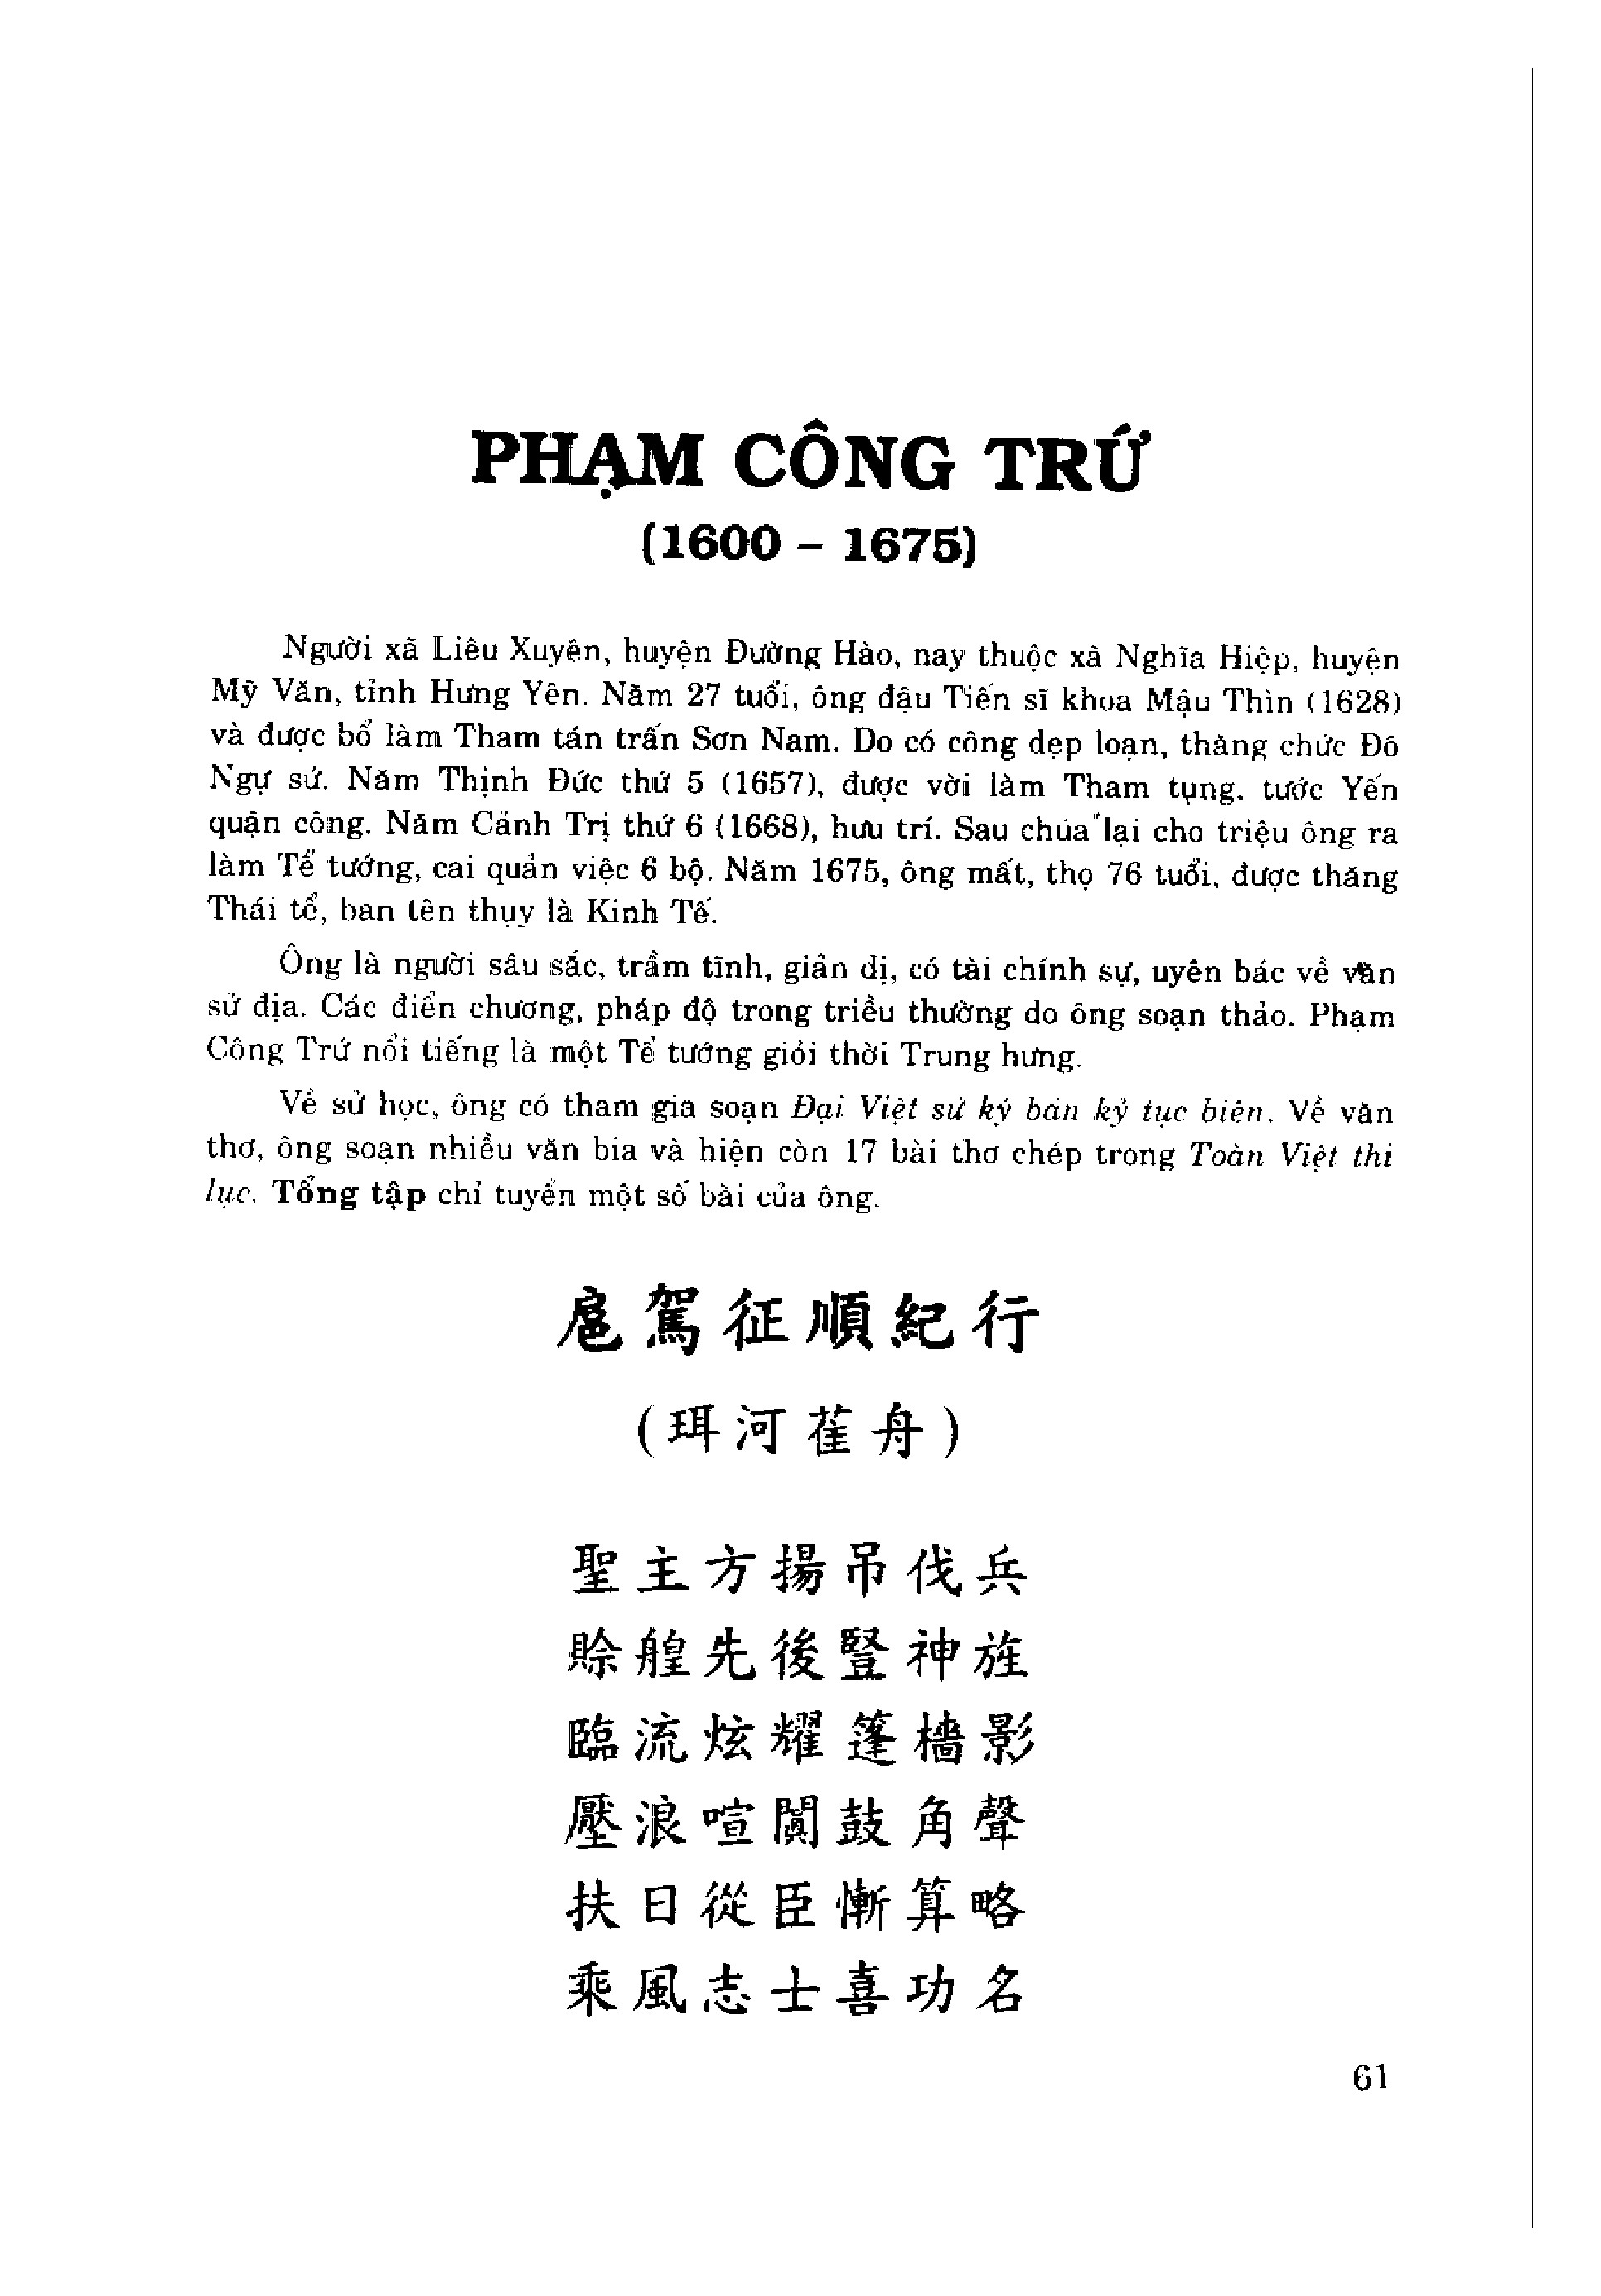 PHẠM CÔNG TRỨ
(1600 – 1675)
Người xã Liêu Xuyên, huyện Đường Hào, nay thuộc xã Nghĩa Hiệp, huyện
Mỹ Văn, tỉnh Hưng Yên. Năm 27 tuổi, ông đậu Tiến sĩ khoa Mậu Thìn (1628)
và được bổ làm Tham tán trấn Sơn Nam. Do có công dẹp loạn, thăng chức Đô
Ngự sử. Năm Thịnh Đức thứ 5 (1657), được vời làm Tham tụng, tước Yến
quận công. Năm Cảnh Trị thứ 6 (1668), hưu trí. Sau chúa lại cho triệu ông ra
làm Tể tướng, cai quản việc 6 bộ. Năm 1675, ông mất, thọ 76 tuổi, được thăng
Thái tể, ban tên thụy là Kinh Tế.
Ông là người sâu sắc, trầm tĩnh, giản dị, có tài chính sự, uyên bác về văn
sử địa. Các điển chương, pháp độ trong triều thường do ông soạn thảo. Phạm
Công Trứ nổi tiếng là một Tể tướng giỏi thời Trung hưng.
Về sử học, ông có tham gia soạn Đại Việt sử ký bản kỷ tục biên. Về văn
thơ, ông soạn nhiều văn bia và hiện còn 17 bài thơ chép trong Toàn Việt thi
lục. Tổng tập chỉ tuyển một số bài của ông.
扈駕征順紀行
(珥河萑舟)
聖主方揚吊伐兵
賒艎先後豎神旌
臨流炫耀篷檣影
壓浪喧闐鼓角聲
扶日從臣慚算略
乘風志士喜功名
61